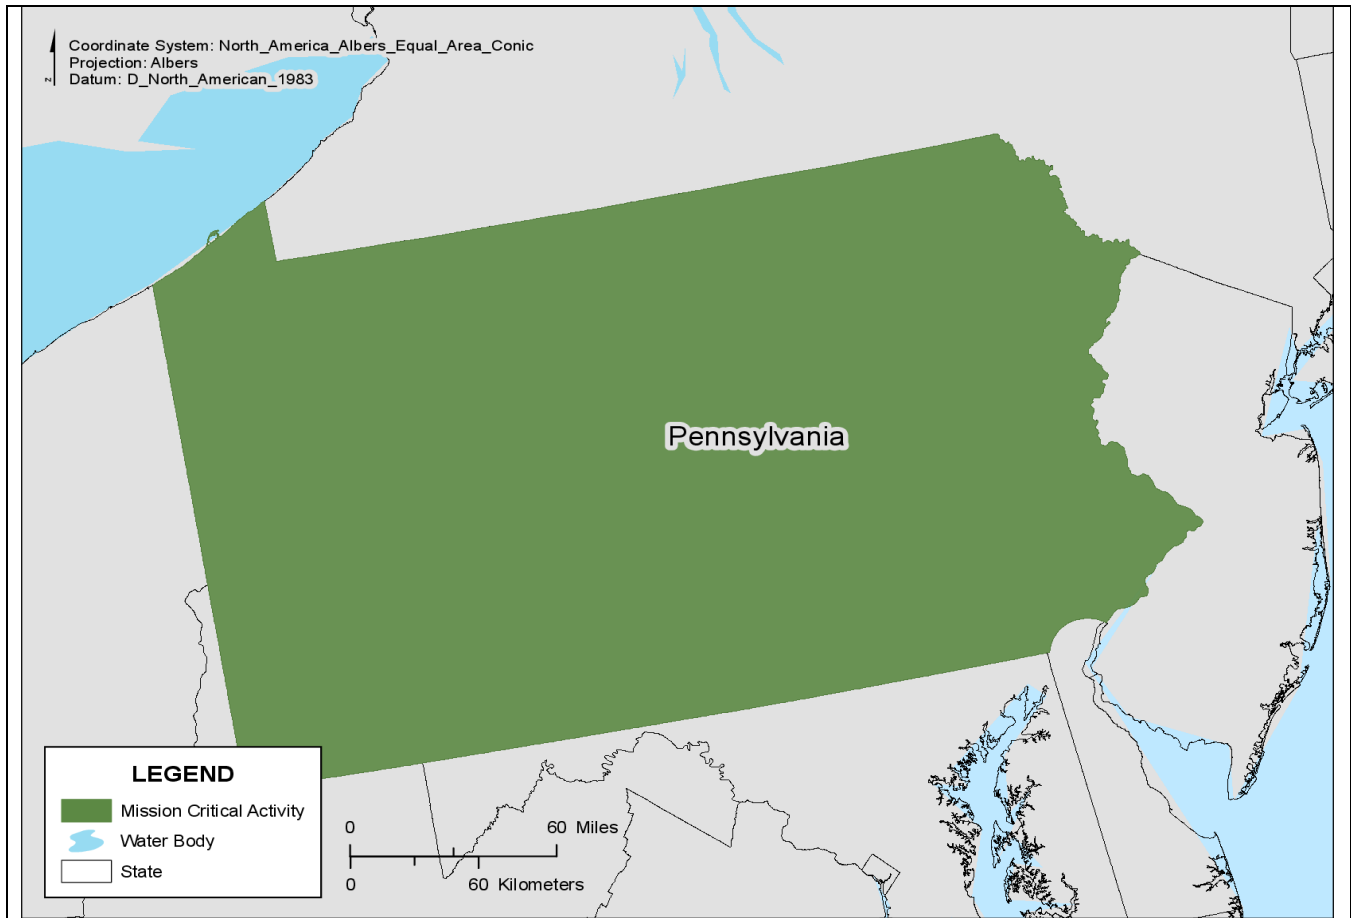 Coordinate System: North_America_Albers_Equal_Area_Conic
Projection: Albers
Datum: D_North_American_1983
z
Pennsylvania
LEGEND
Mission Critical Activity
Water Body
State
0 60 Miles
0 60 Kilometers